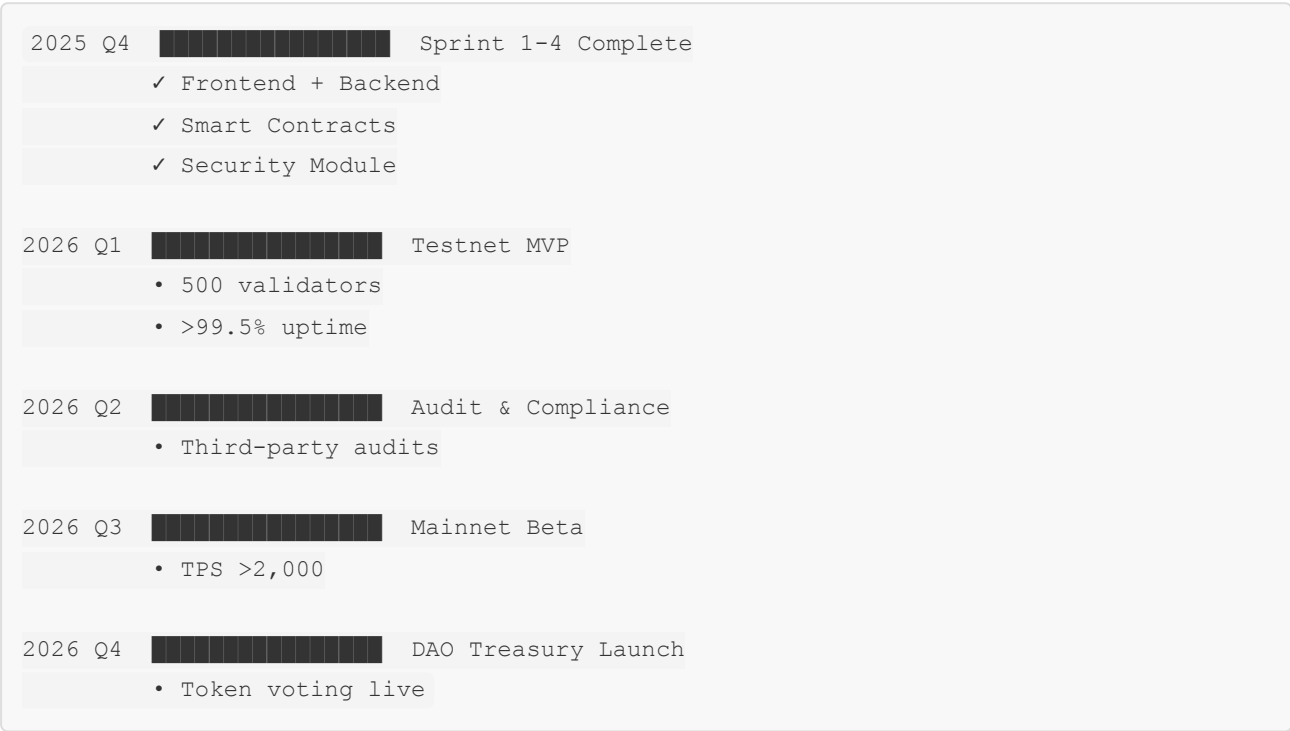 2025 Q4 ████████████████ Sprint 1-4 Complete
✓ Frontend + Backend
✓ Smart Contracts
✓ Security Module
2026 Q1 ████████████████ Testnet MVP
• 500 validators
• >99.5% uptime
2026 Q2 ████████████████ Audit & Compliance
• Third-party audits
2026 Q3 ████████████████ Mainnet Beta
• TPS >2,000
2026 Q4 ████████████████ DAO Treasury Launch
• Token voting live